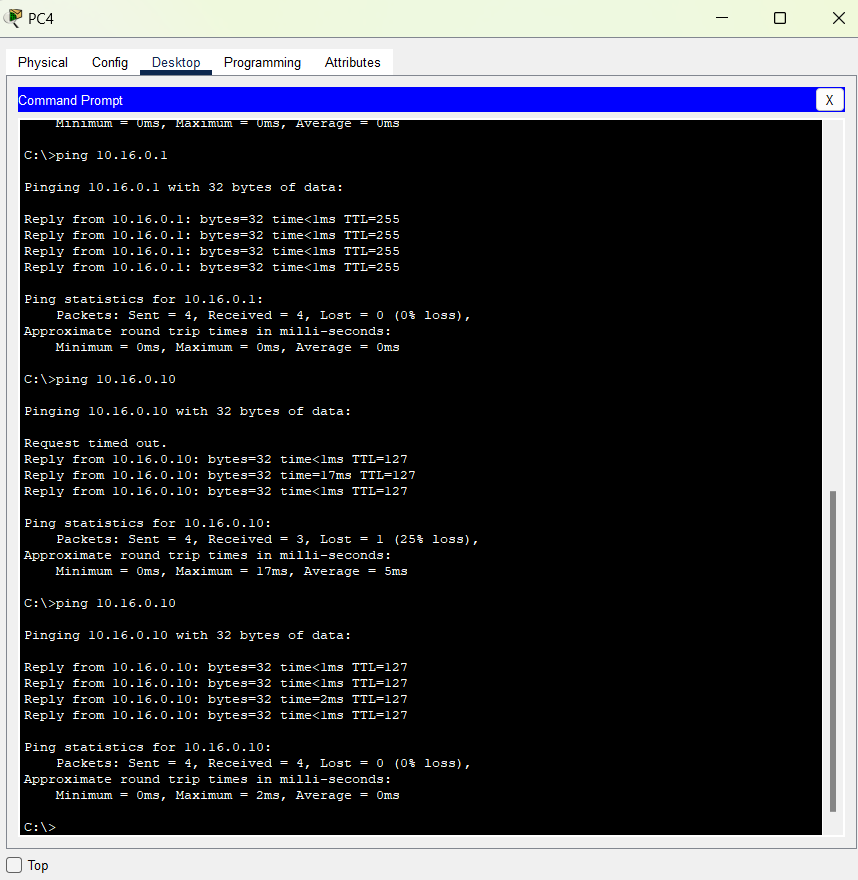 PC4
Physical Config Desktop Programming Attributes
Command Prompt X
Minimum = 0ms, Maximum = 0ms, Average = 0ms
C:\>ping 10.16.0.1
Pinging 10.16.0.1 with 32 bytes of data:
Reply from 10.16.0.1: bytes=32 time<1ms TTL=255
Reply from 10.16.0.1: bytes=32 time<1ms TTL=255
Reply from 10.16.0.1: bytes=32 time<1ms TTL=255
Reply from 10.16.0.1: bytes=32 time<1ms TTL=255
Ping statistics for 10.16.0.1:
Packets: Sent = 4, Received = 4, Lost = 0 (0% loss),
Approximate round trip times in milli-seconds:
Minimum = 0ms, Maximum = 0ms, Average = 0ms
C:\>ping 10.16.0.10
Pinging 10.16.0.10 with 32 bytes of data:
Request timed out.
Reply from 10.16.0.10: bytes=32 time<1ms TTL=127
Reply from 10.16.0.10: bytes=32 time=17ms TTL=127
Reply from 10.16.0.10: bytes=32 time<1ms TTL=127
Ping statistics for 10.16.0.10:
Packets: Sent = 4, Received = 3, Lost = 1 (25% loss),
Approximate round trip times in milli-seconds:
Minimum = 0ms, Maximum = 17ms, Average = 5ms
C:\>ping 10.16.0.10
Pinging 10.16.0.10 with 32 bytes of data:
Reply from 10.16.0.10: bytes=32 time<1ms TTL=127
Reply from 10.16.0.10: bytes=32 time<1ms TTL=127
Reply from 10.16.0.10: bytes=32 time=2ms TTL=127
Reply from 10.16.0.10: bytes=32 time<1ms TTL=127
Ping statistics for 10.16.0.10:
Packets: Sent = 4, Received = 4, Lost = 0 (0% loss),
Approximate round trip times in milli-seconds:
Minimum = 0ms, Maximum = 2ms, Average = 0ms
C:\>
Top